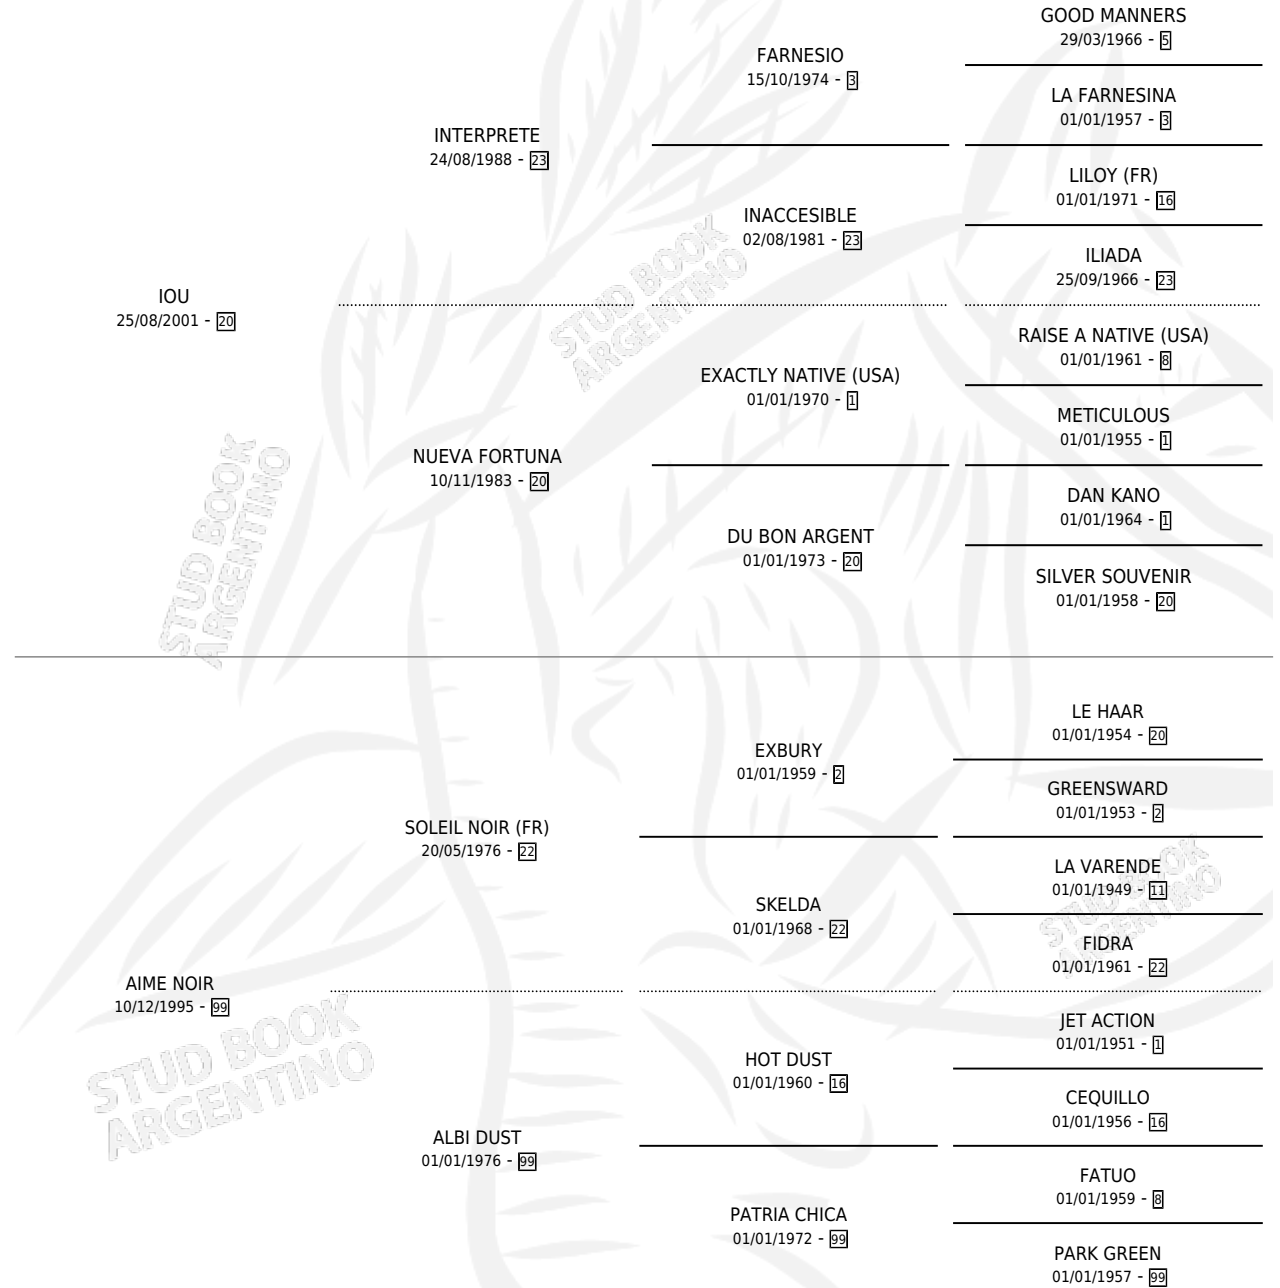 GOOD MANNERS
29/03/1966 - 5
FARNESIO
15/10/1974 - 3
LA FARNESINA
01/01/1957 - 3
INTERPRETE
24/08/1988 - 23
LILOY (FR)
01/01/1971 - 16
INACCESIBLE
02/08/1981 - 23
ILIADA
25/09/1966 - 23
IOU
25/08/2001 - 20
RAISE A NATIVE (USA)
01/01/1961 - 8
EXACTLY NATIVE (USA)
01/01/1970 - 1
METICULOUS
01/01/1955 - 1
NUEVA FORTUNA
10/11/1983 - 20
DAN KANO
01/01/1964 - 1
DU BON ARGENT
01/01/1973 - 20
SILVER SOUVENIR
01/01/1958 - 20
LE HAAR
01/01/1954 - 20
EXBURY
01/01/1959 - 2
GREENSWARD
01/01/1953 - 2
SOLEIL NOIR (FR)
20/05/1976 - 22
LA VARENDE
01/01/1949 - 11
SKELDA
01/01/1968 - 22
FIDRA
01/01/1961 - 22
AIME NOIR
10/12/1995 - 99
JET ACTION
01/01/1951 - 1
HOT DUST
01/01/1960 - 16
CEQUILLO
01/01/1956 - 16
ALBI DUST
01/01/1976 - 99
FATUO
01/01/1959 - 8
PATRIA CHICA
01/01/1972 - 99
PARK GREEN
01/01/1957 - 99
STUD BOOK
ARGENTINO
STUD BOOK
ARGENTINO
STUD BOOK
ARGENTINO
STUD BOOK
ARGENTINO